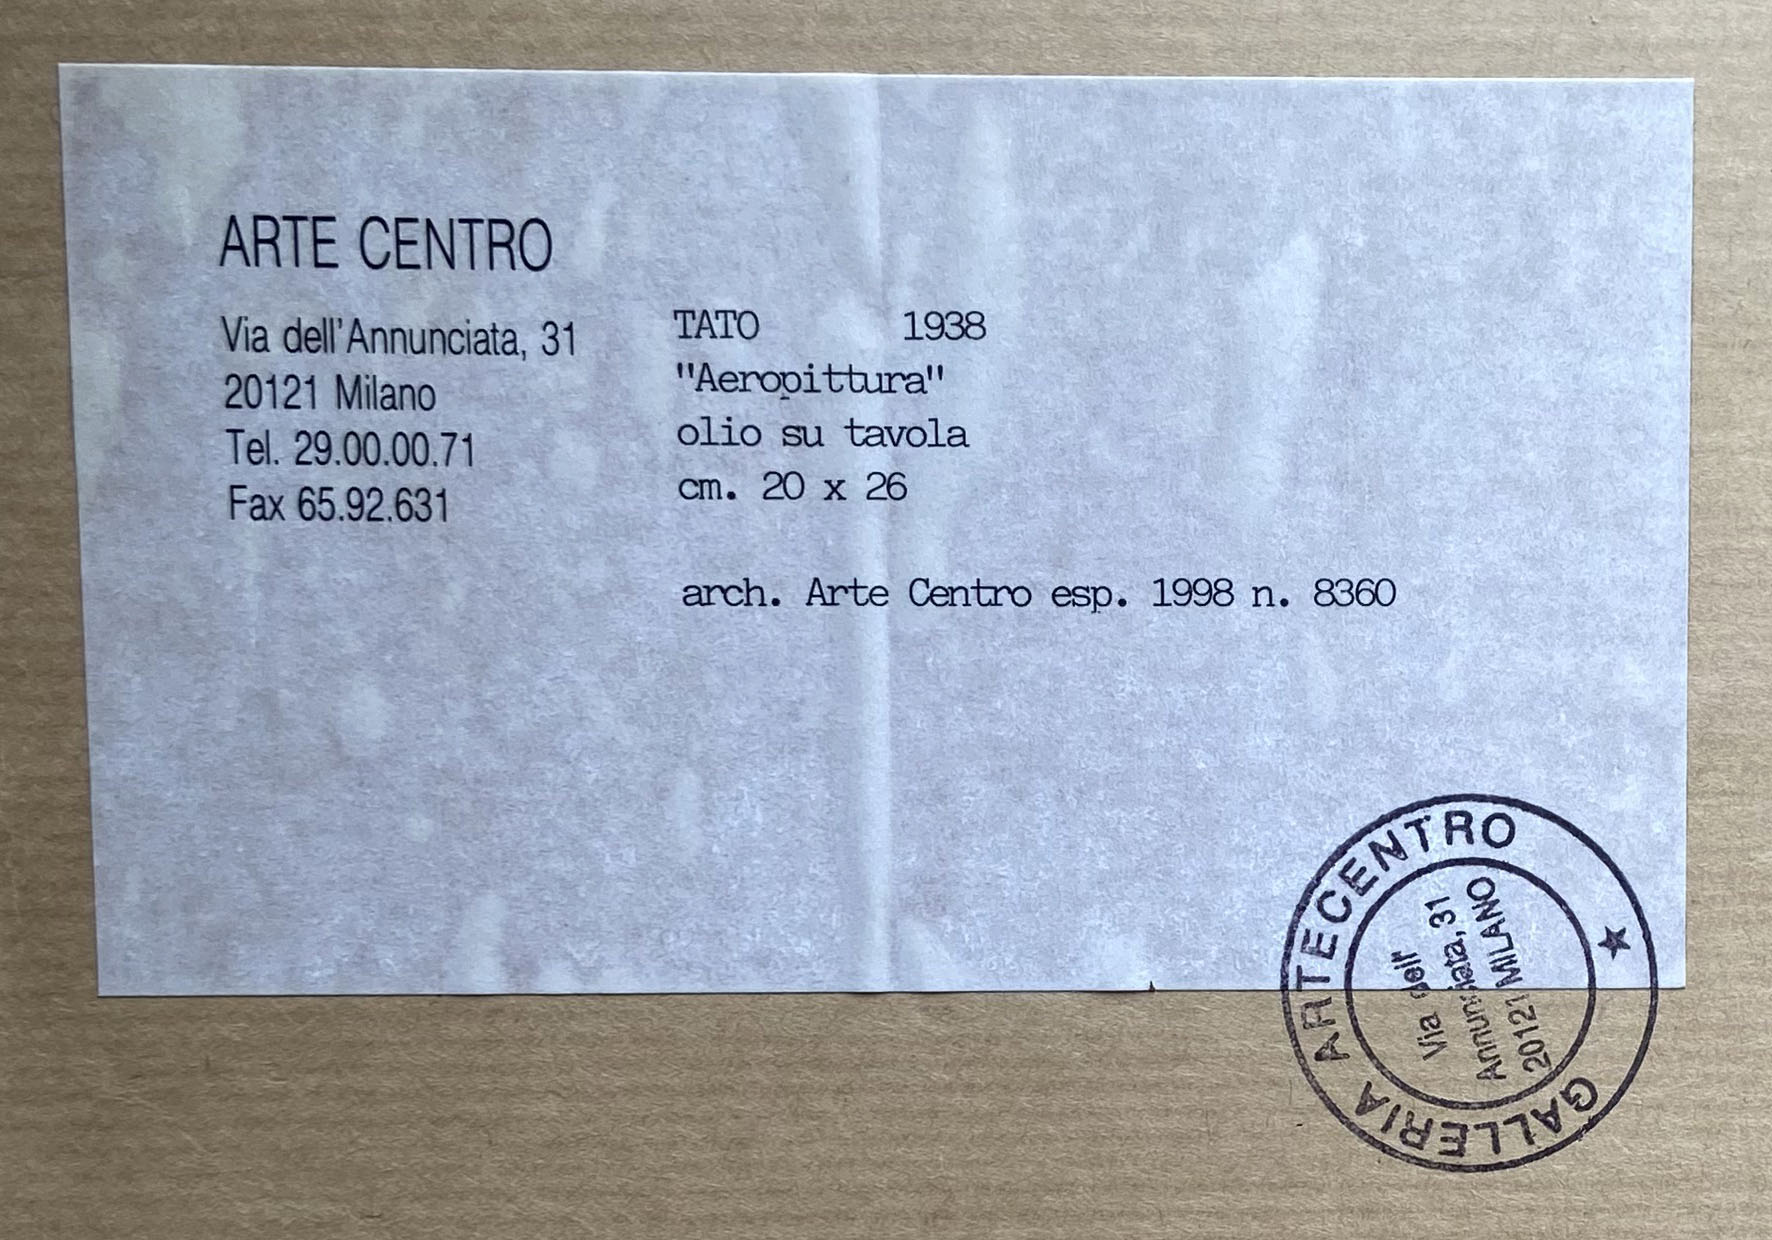 ARTE CENTRO
Via dell'Annunciata, 31
20121 Milano
Tel. 29.00.00.71
Fax 65.92.631
TATO 1938
"Aeropittura"
olio su tavola
cm. 20 x 26
arch. Arte Centro esp. 1998 n. 8360
GALLERIA ARTECENTRO ★
Via dell'
Annunciata, 31
20121 MILANO